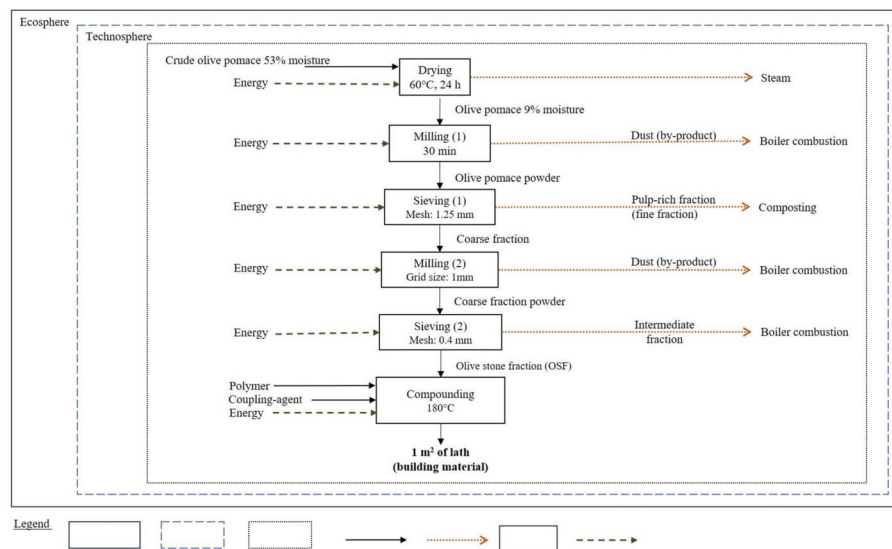 Ecosphere
Technosphere
Crude olive pomace 53% moisture
Energy
Drying
60°C, 24 h
Steam
Olive pomace 9% moisture
Energy
Milling (1)
30 min
Dust (by-product)
Boiler combustion
Olive pomace powder
Energy
Sieving (1)
Mesh: 1.25 mm
Pulp-rich fraction
(fine fraction)
Composting
Coarse fraction
Energy
Milling (2)
Grid size: 1mm
Dust (by-product)
Boiler combustion
Coarse fraction powder
Energy
Sieving (2)
Mesh: 0.4 mm
Intermediate
fraction
Boiler combustion
Olive stone fraction (OSF)
Polymer
Coupling-agent
Energy
Compounding
180°C
1 m² of lath
(building material)
Legend